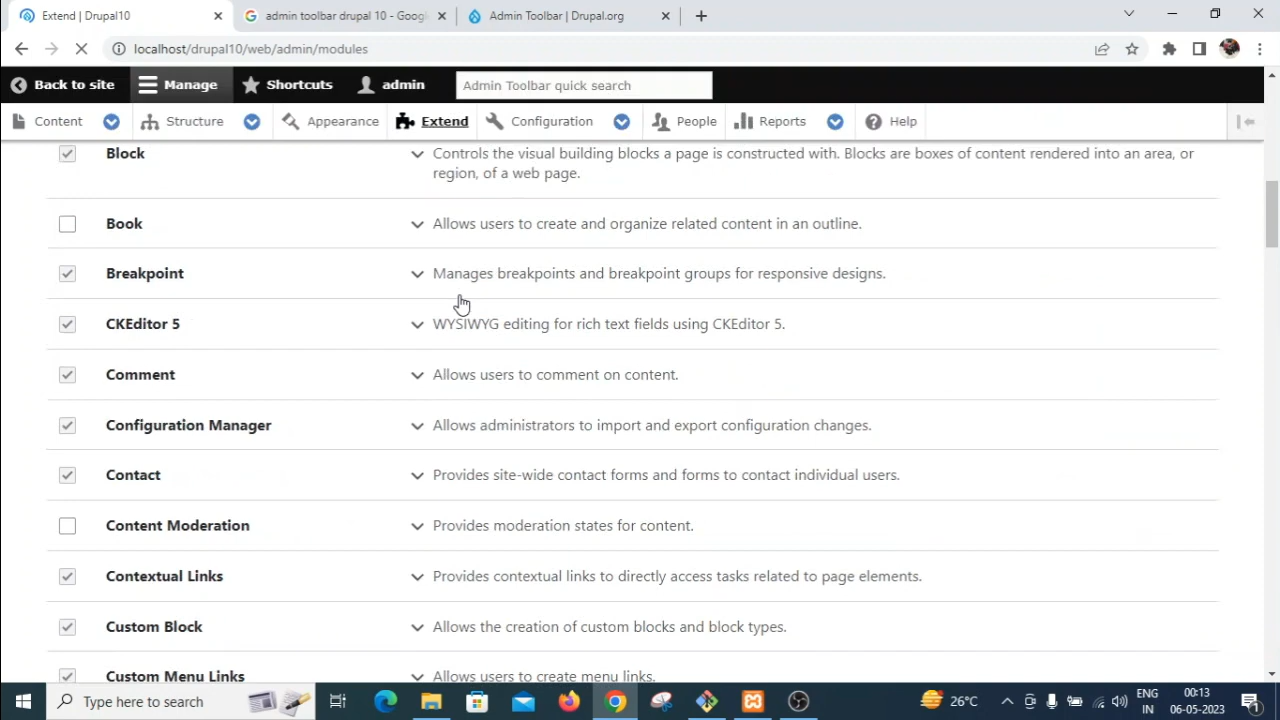 Extend | Drupal10
admin toolbar drupal 10 - Googl
Admin Toolbar | Drupal.org
localhost/drupal10/web/admin/modules
Back to site
Manage
Shortcuts
admin
Admin Toolbar quick search
Content
Structure
Appearance
Extend
Configuration
People
Reports
Help
Block
Controls the visual building blocks a page is constructed with. Blocks are boxes of content rendered into an area, or
region, of a web page.
Book
Allows users to create and organize related content in an outline.
Breakpoint
Manages breakpoints and breakpoint groups for responsive designs.
CKEditor 5
WYSIWYG editing for rich text fields using CKEditor 5.
Comment
Allows users to comment on content.
Configuration Manager
Allows administrators to import and export configuration changes.
Contact
Provides site-wide contact forms and forms to contact individual users.
Content Moderation
Provides moderation states for content.
Contextual Links
Provides contextual links to directly access tasks related to page elements.
Custom Block
Allows the creation of custom blocks and block types.
Custom Menu Links
Allows users to create menu links.
Type here to search
26°C
ENG
IN
00:13
06-05-2023
1